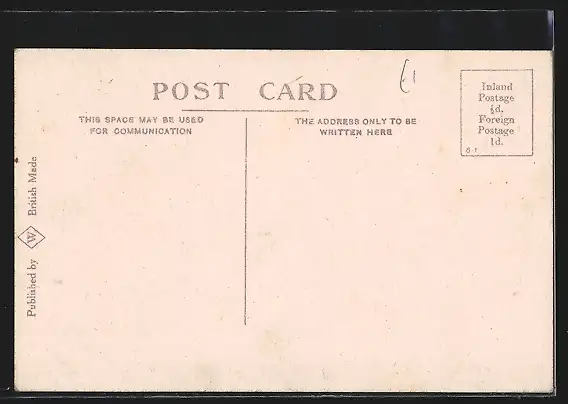 POST CARD
THIS SPACE MAY BE USED
FOR COMMUNICATION
THE ADDRESS ONLY TO BE
WRITTEN HERE
Inland
Postage
½d.
Foreign
Postage
1d.
Published by W British Made